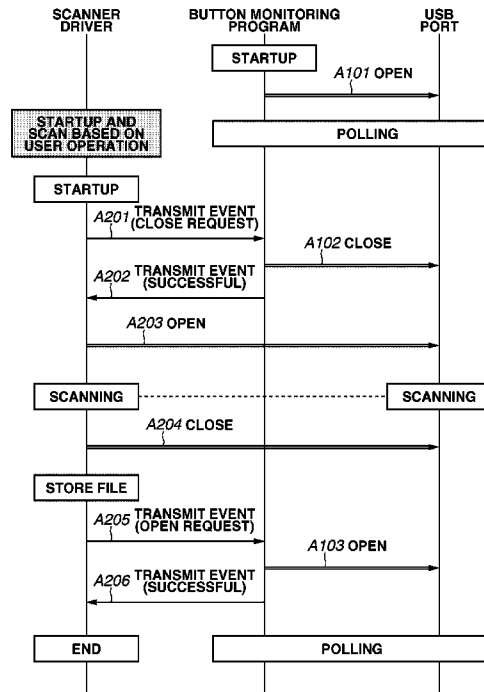 SCANNER DRIVER
BUTTON MONITORING PROGRAM
USB PORT
STARTUP
A101 OPEN
STARTUP AND
SCAN BASED ON
USER OPERATION
POLLING
STARTUP
A201 TRANSMIT EVENT
(CLOSE REQUEST)
A102 CLOSE
A202 TRANSMIT EVENT
(SUCCESSFUL)
A203 OPEN
SCANNING
SCANNING
A204 CLOSE
STORE FILE
A205 TRANSMIT EVENT
(OPEN REQUEST)
A103 OPEN
A206 TRANSMIT EVENT
(SUCCESSFUL)
END
POLLING